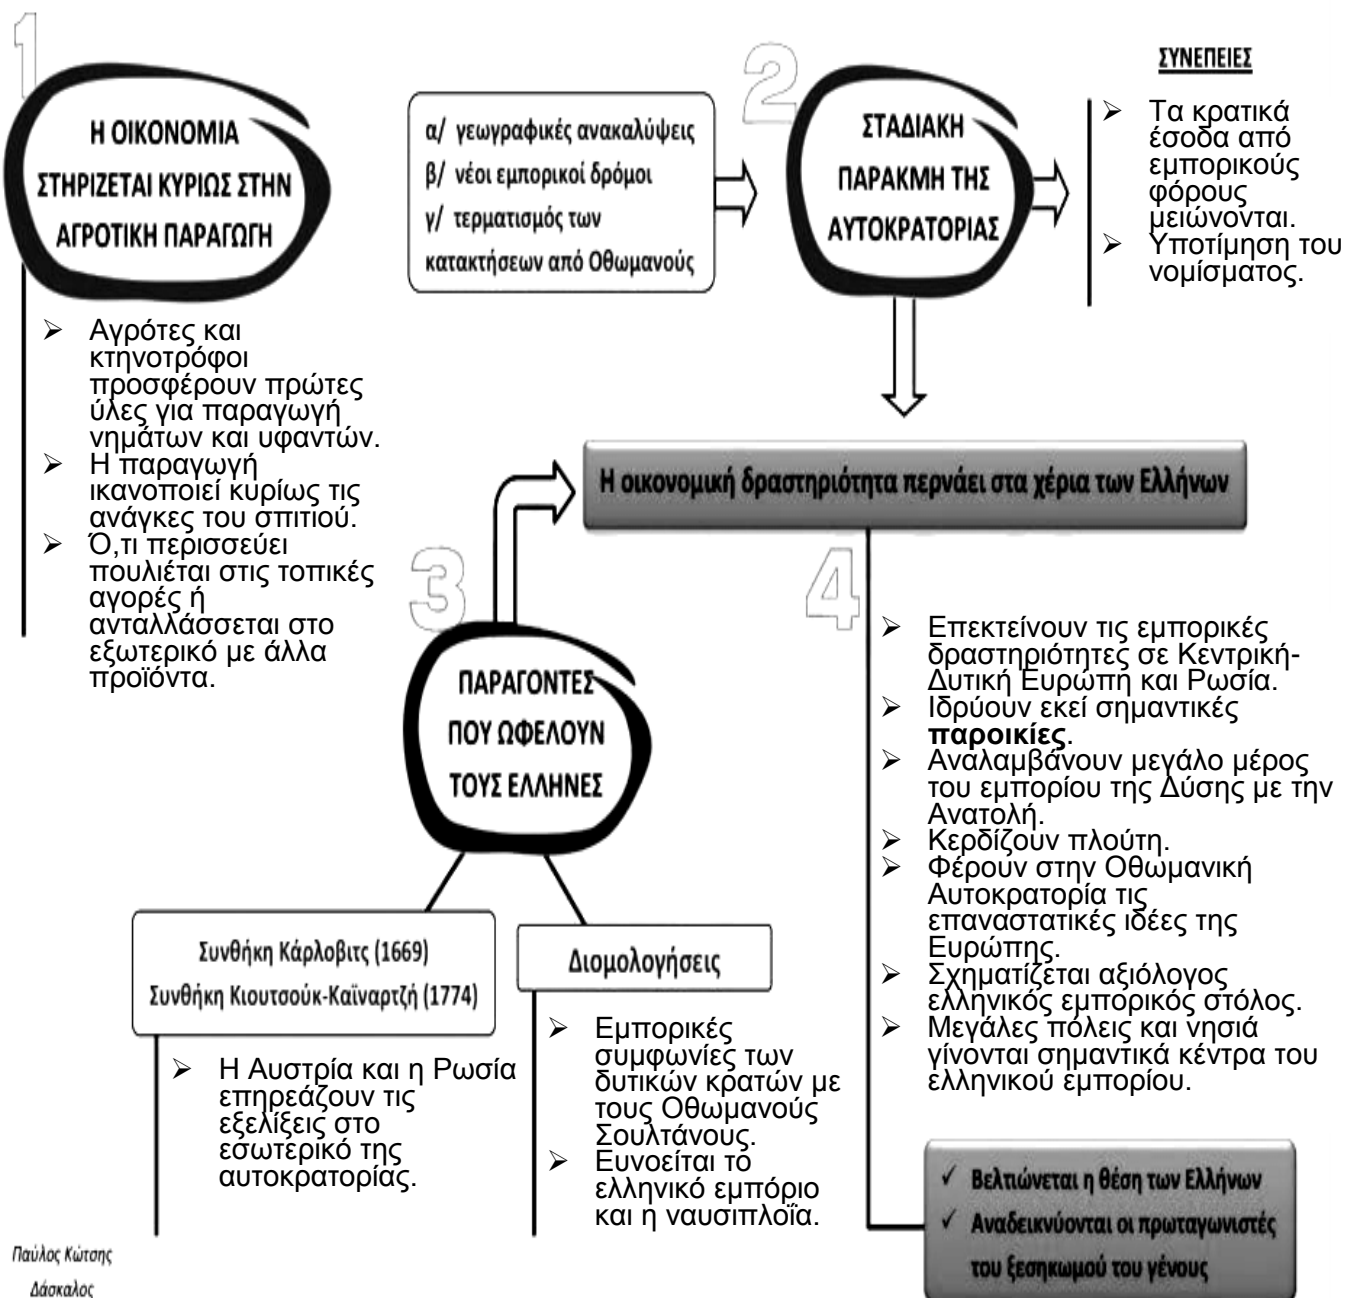 1
Η ΟΙΚΟΝΟΜΙΑ
ΣΤΗΡΙΖΕΤΑΙ ΚΥΡΙΩΣ ΣΤΗΝ
ΑΓΡΟΤΙΚΗ ΠΑΡΑΓΩΓΗ
➢ Αγρότες και
κτηνοτρόφοι
προσφέρουν πρώτες
ύλες για παραγωγή
νημάτων και υφαντών.
➢ Η παραγωγή
ικανοποιεί κυρίως τις
ανάγκες του σπιτιού.
➢ Ό,τι περισσεύει
πουλιέται στις τοπικές
αγορές ή
ανταλλάσσεται στο
εξωτερικό με άλλα
προϊόντα.
α/ γεωγραφικές ανακαλύψεις
β/ νέοι εμπορικοί δρόμοι
γ/ τερματισμός των
κατακτήσεων από Οθωμανούς
2
ΣΤΑΔΙΑΚΗ
ΠΑΡΑΚΜΗ ΤΗΣ
ΑΥΤΟΚΡΑΤΟΡΙΑΣ
ΣΥΝΕΠΕΙΕΣ
➢ Τα κρατικά
έσοδα από
εμπορικούς
φόρους
μειώνονται.
➢ Υποτίμηση του
νομίσματος.
Η οικονομική δραστηριότητα περνάει στα χέρια των Ελλήνων
3
ΠΑΡΑΓΟΝΤΕΣ
ΠΟΥ ΩΦΕΛΟΥΝ
ΤΟΥΣ ΕΛΛΗΝΕΣ
Συνθήκη Κάρλοβιτς (1669)
Συνθήκη Κιουτσούκ-Καϊναρτζή (1774)
➢ Η Αυστρία και η Ρωσία
επηρεάζουν τις
εξελίξεις στο
εσωτερικό της
αυτοκρατορίας.
Διομολογήσεις
➢ Εμπορικές
συμφωνίες των
δυτικών κρατών με
τους Οθωμανούς
Σουλτάνους.
➢ Ευνοείται το
ελληνικό εμπόριο
και η ναυσιπλοΐα.
4
➢ Επεκτείνουν τις εμπορικές
δραστηριότητες σε Κεντρική-
Δυτική Ευρώπη και Ρωσία.
➢ Ιδρύουν εκεί σημαντικές
παροικίες.
➢ Αναλαμβάνουν μεγάλο μέρος
του εμπορίου της Δύσης με την
Ανατολή.
➢ Κερδίζουν πλούτη.
➢ Φέρουν στην Οθωμανική
Αυτοκρατορία τις
επαναστατικές ιδέες της
Ευρώπης.
➢ Σχηματίζεται αξιόλογος
ελληνικός εμπορικός στόλος.
➢ Μεγάλες πόλεις και νησιά
γίνονται σημαντικά κέντρα του
ελληνικού εμπορίου.
✓ Βελτιώνεται η θέση των Ελλήνων
✓ Αναδεικνύονται οι πρωταγωνιστές
του ξεσηκωμού του γένους
Παύλος Κώτσης
Δάσκαλος